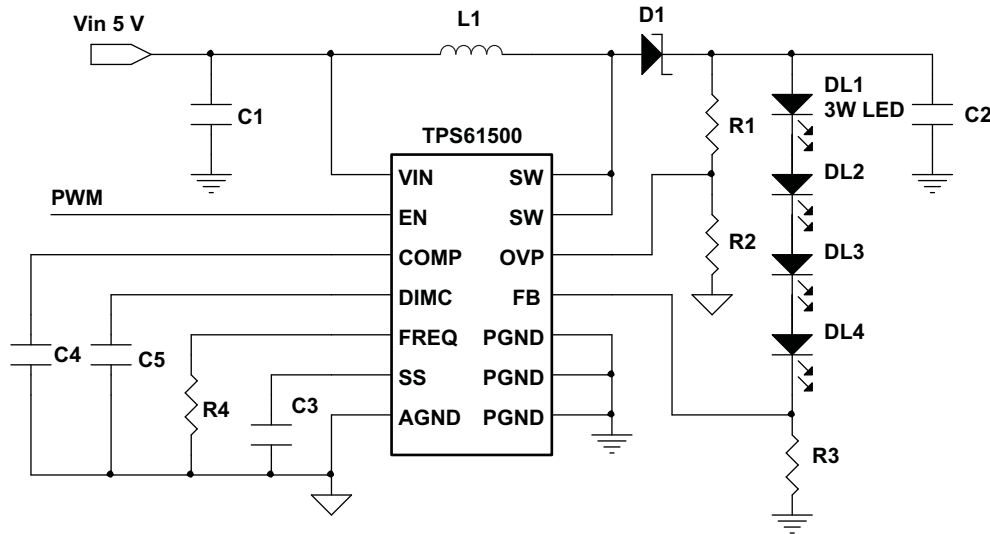 Vin 5 V
L1
D1
C1
R1
DL1
3W LED
C2
TPS61500
VIN
SW
PWM
EN
SW
DL2
COMP
OVP
R2
DIMC
FB
DL3
C4
C5
FREQ
PGND
DL4
R4
C3
SS
PGND
AGND
PGND
R3